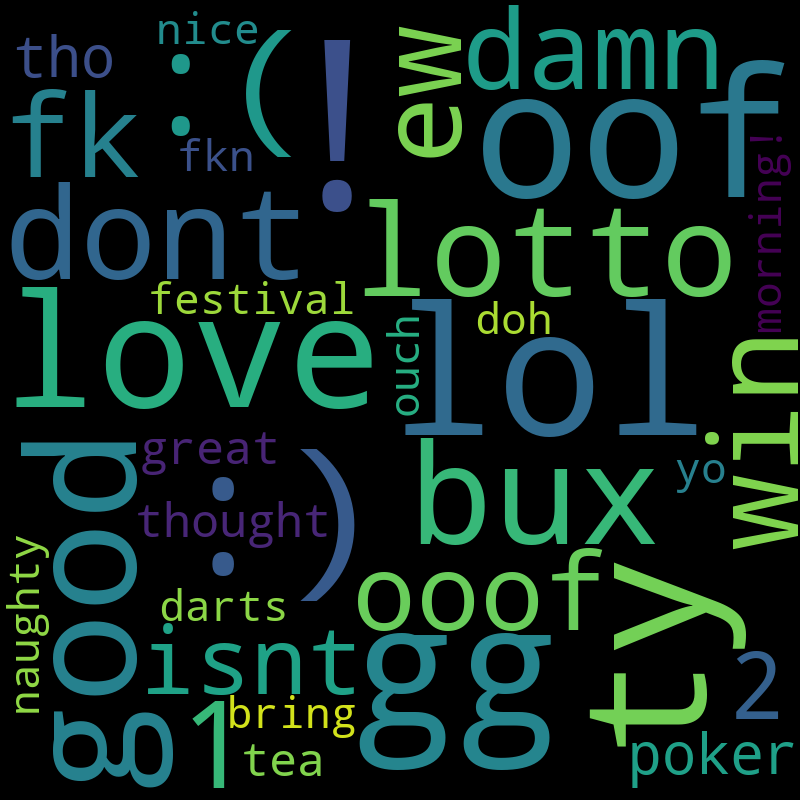 nice
tho
:(
!
ew
damn
fk
fkn
oof
dont
lotto
morning!
love
festival
ouch
doh
lol
win
good
great
:)
thought
bux
yo
naughty
darts
ooof
ty
isnt
gg
2
1
bring
tea
poker